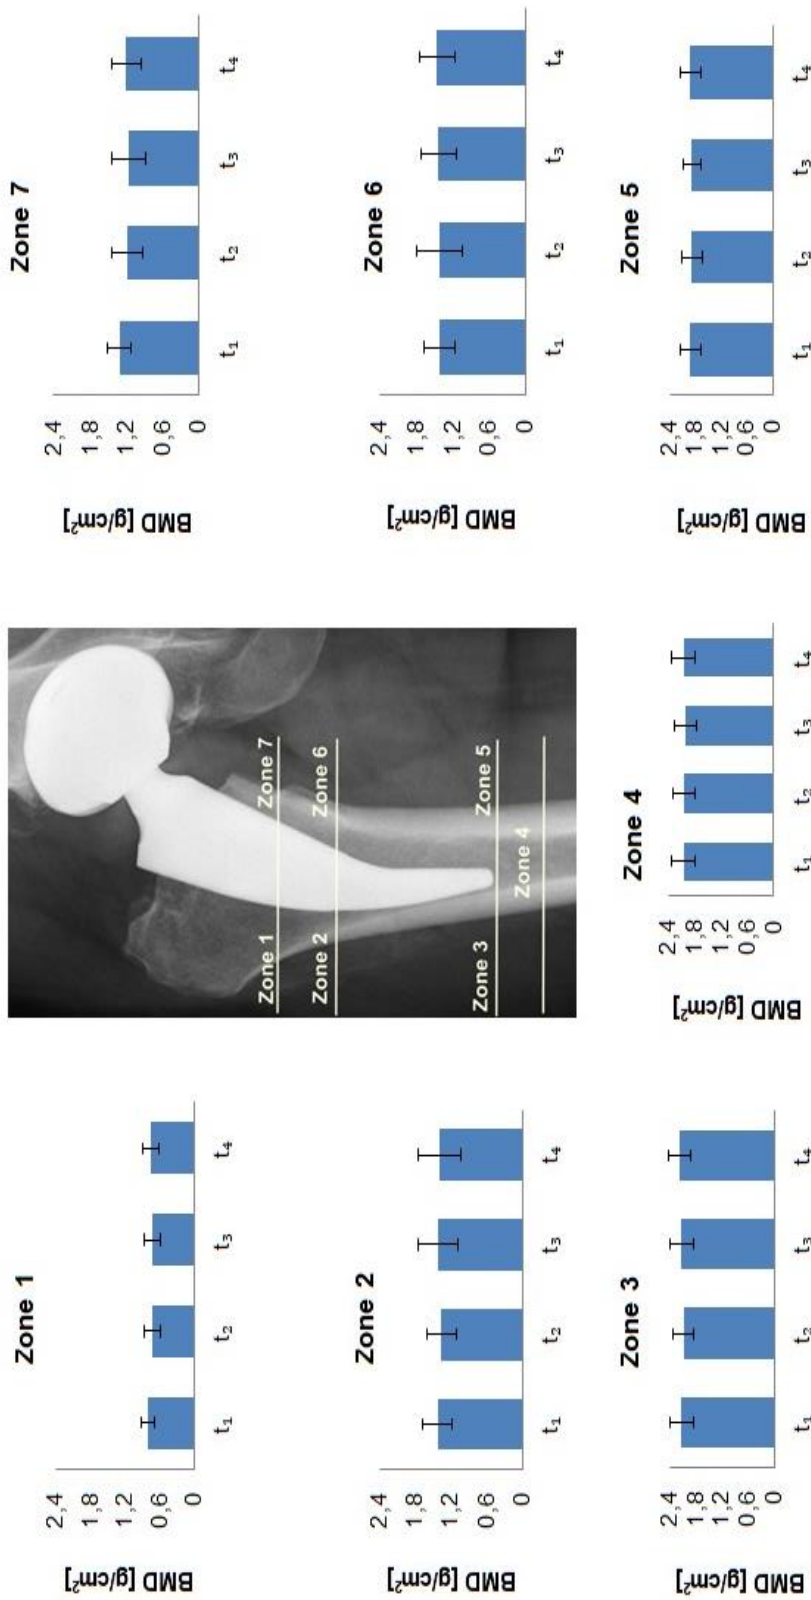 Zone 1
BMD [g/cm²]
2,4
1,8
1,2
0,6
0
t₁ t₂ t₃ t₄
Zone 7
BMD [g/cm²]
2,4
1,8
1,2
0,6
0
t₁ t₂ t₃ t₄
Zone 1 Zone 7
Zone 2 Zone 6
Zone 3 Zone 5
Zone 4
Zone 2
BMD [g/cm²]
2,4
1,8
1,2
0,6
0
t₁ t₂ t₃ t₄
Zone 6
BMD [g/cm²]
2,4
1,8
1,2
0,6
0
t₁ t₂ t₃ t₄
Zone 3
BMD [g/cm²]
2,4
1,8
1,2
0,6
0
t₁ t₂ t₃ t₄
Zone 4
BMD [g/cm²]
2,4
1,8
1,2
0,6
0
t₁ t₂ t₃ t₄
Zone 5
BMD [g/cm²]
2,4
1,8
1,2
0,6
0
t₁ t₂ t₃ t₄